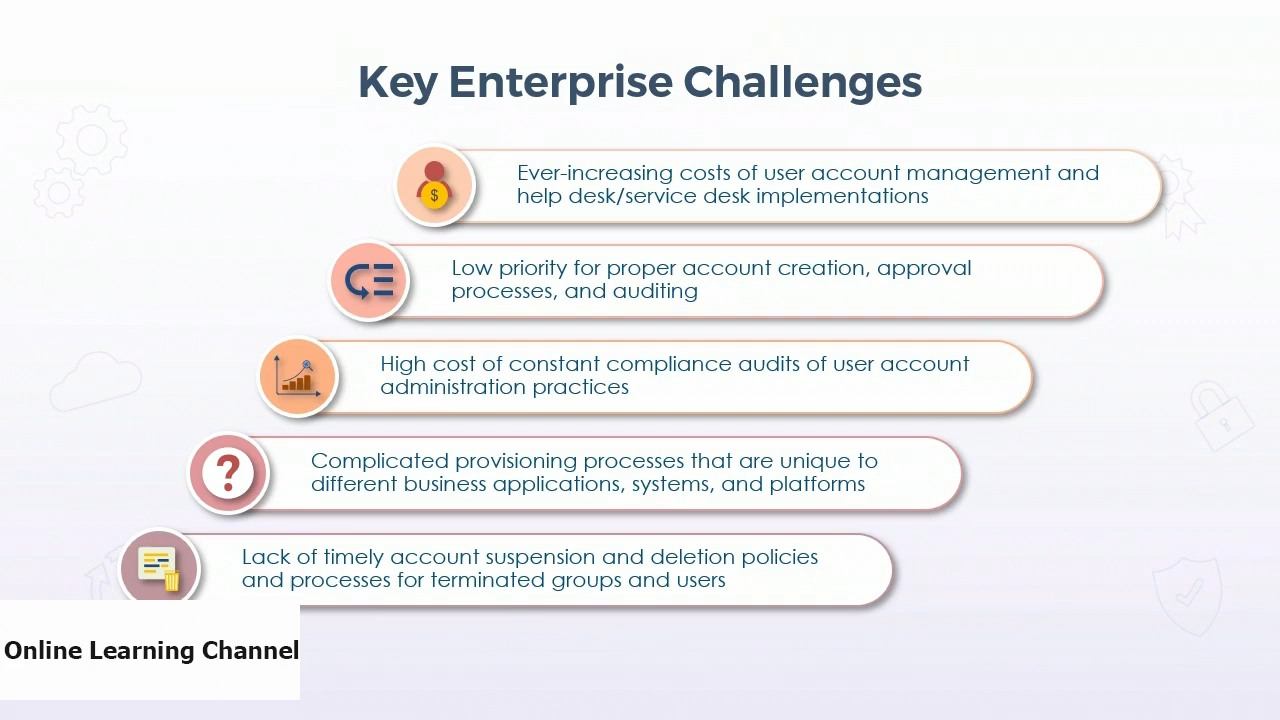 Key Enterprise Challenges
$
Ever-increasing costs of user account management and
help desk/service desk implementations
Low priority for proper account creation, approval
processes, and auditing
High cost of constant compliance audits of user account
administration practices
?
Complicated provisioning processes that are unique to
different business applications, systems, and platforms
Lack of timely account suspension and deletion policies
and processes for terminated groups and users
Online Learning Channel